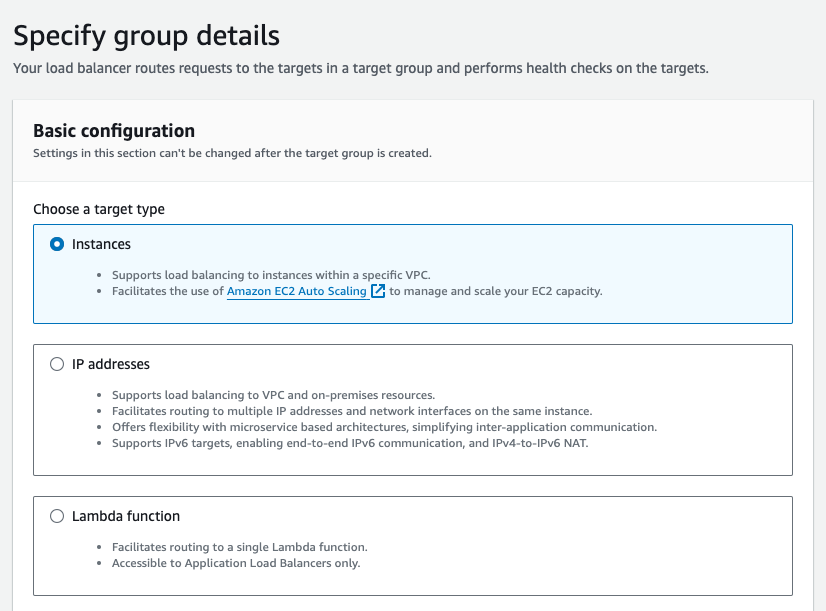 Specify group details
Your load balancer routes requests to the targets in a target group and performs health checks on the targets.
Basic configuration
Settings in this section can't be changed after the target group is created.
Choose a target type
Instances
Supports load balancing to instances within a specific VPC.
Facilitates the use of Amazon EC2 Auto Scaling to manage and scale your EC2 capacity.
IP addresses
Supports load balancing to VPC and on-premises resources.
Facilitates routing to multiple IP addresses and network interfaces on the same instance.
Offers flexibility with microservice based architectures, simplifying inter-application communication.
Supports IPv6 targets, enabling end-to-end IPv6 communication, and IPv4-to-IPv6 NAT.
Lambda function
Facilitates routing to a single Lambda function.
Accessible to Application Load Balancers only.